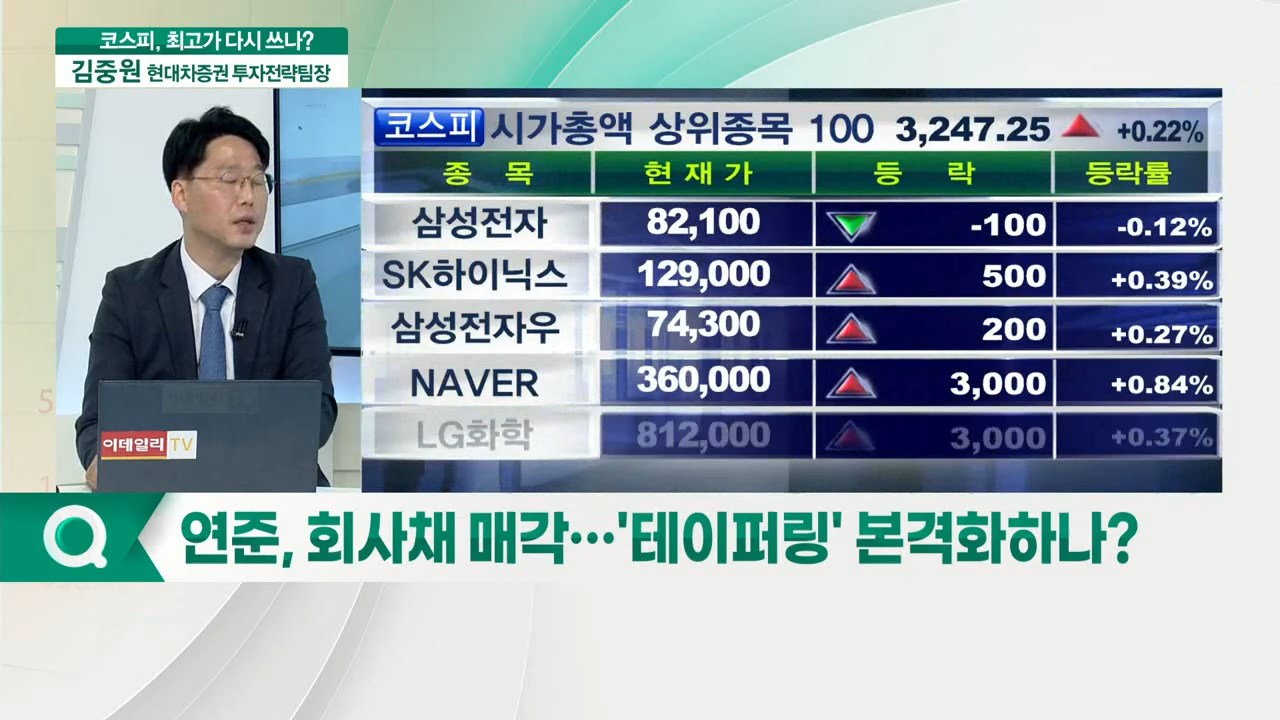 코스피, 최고가 다시 쓰나?
김중원 현대차증권 투자전략팀장
코스피 시가총액 상위종목 100 3,247.25 +0.22%
종 목 현재가 등 락 등락률
삼성전자 82,100 -100 -0.12%
SK하이닉스 129,000 500 +0.39%
삼성전자우 74,300 200 +0.27%
NAVER 360,000 3,000 +0.84%
LG화학 812,000 3,000 +0.37%
이데일리TV
5
1
연준, 회사채 매각…'테이퍼링' 본격화하나?